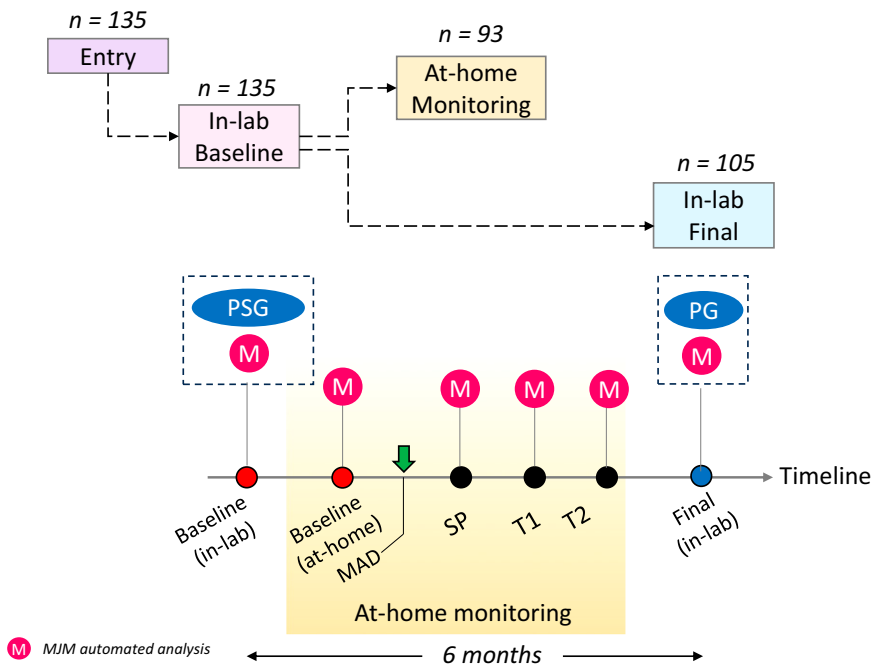 n = 135
Entry
n = 135
In-lab
Baseline
n = 93
At-home
Monitoring
n = 105
In-lab
Final
PSG
M
PG
M
M
M
M
M
Timeline
Baseline
(in-lab)
Baseline
(at-home)
MAD
SP
T1
T2
Final
(in-lab)
At-home monitoring
M MJM automated analysis
6 months